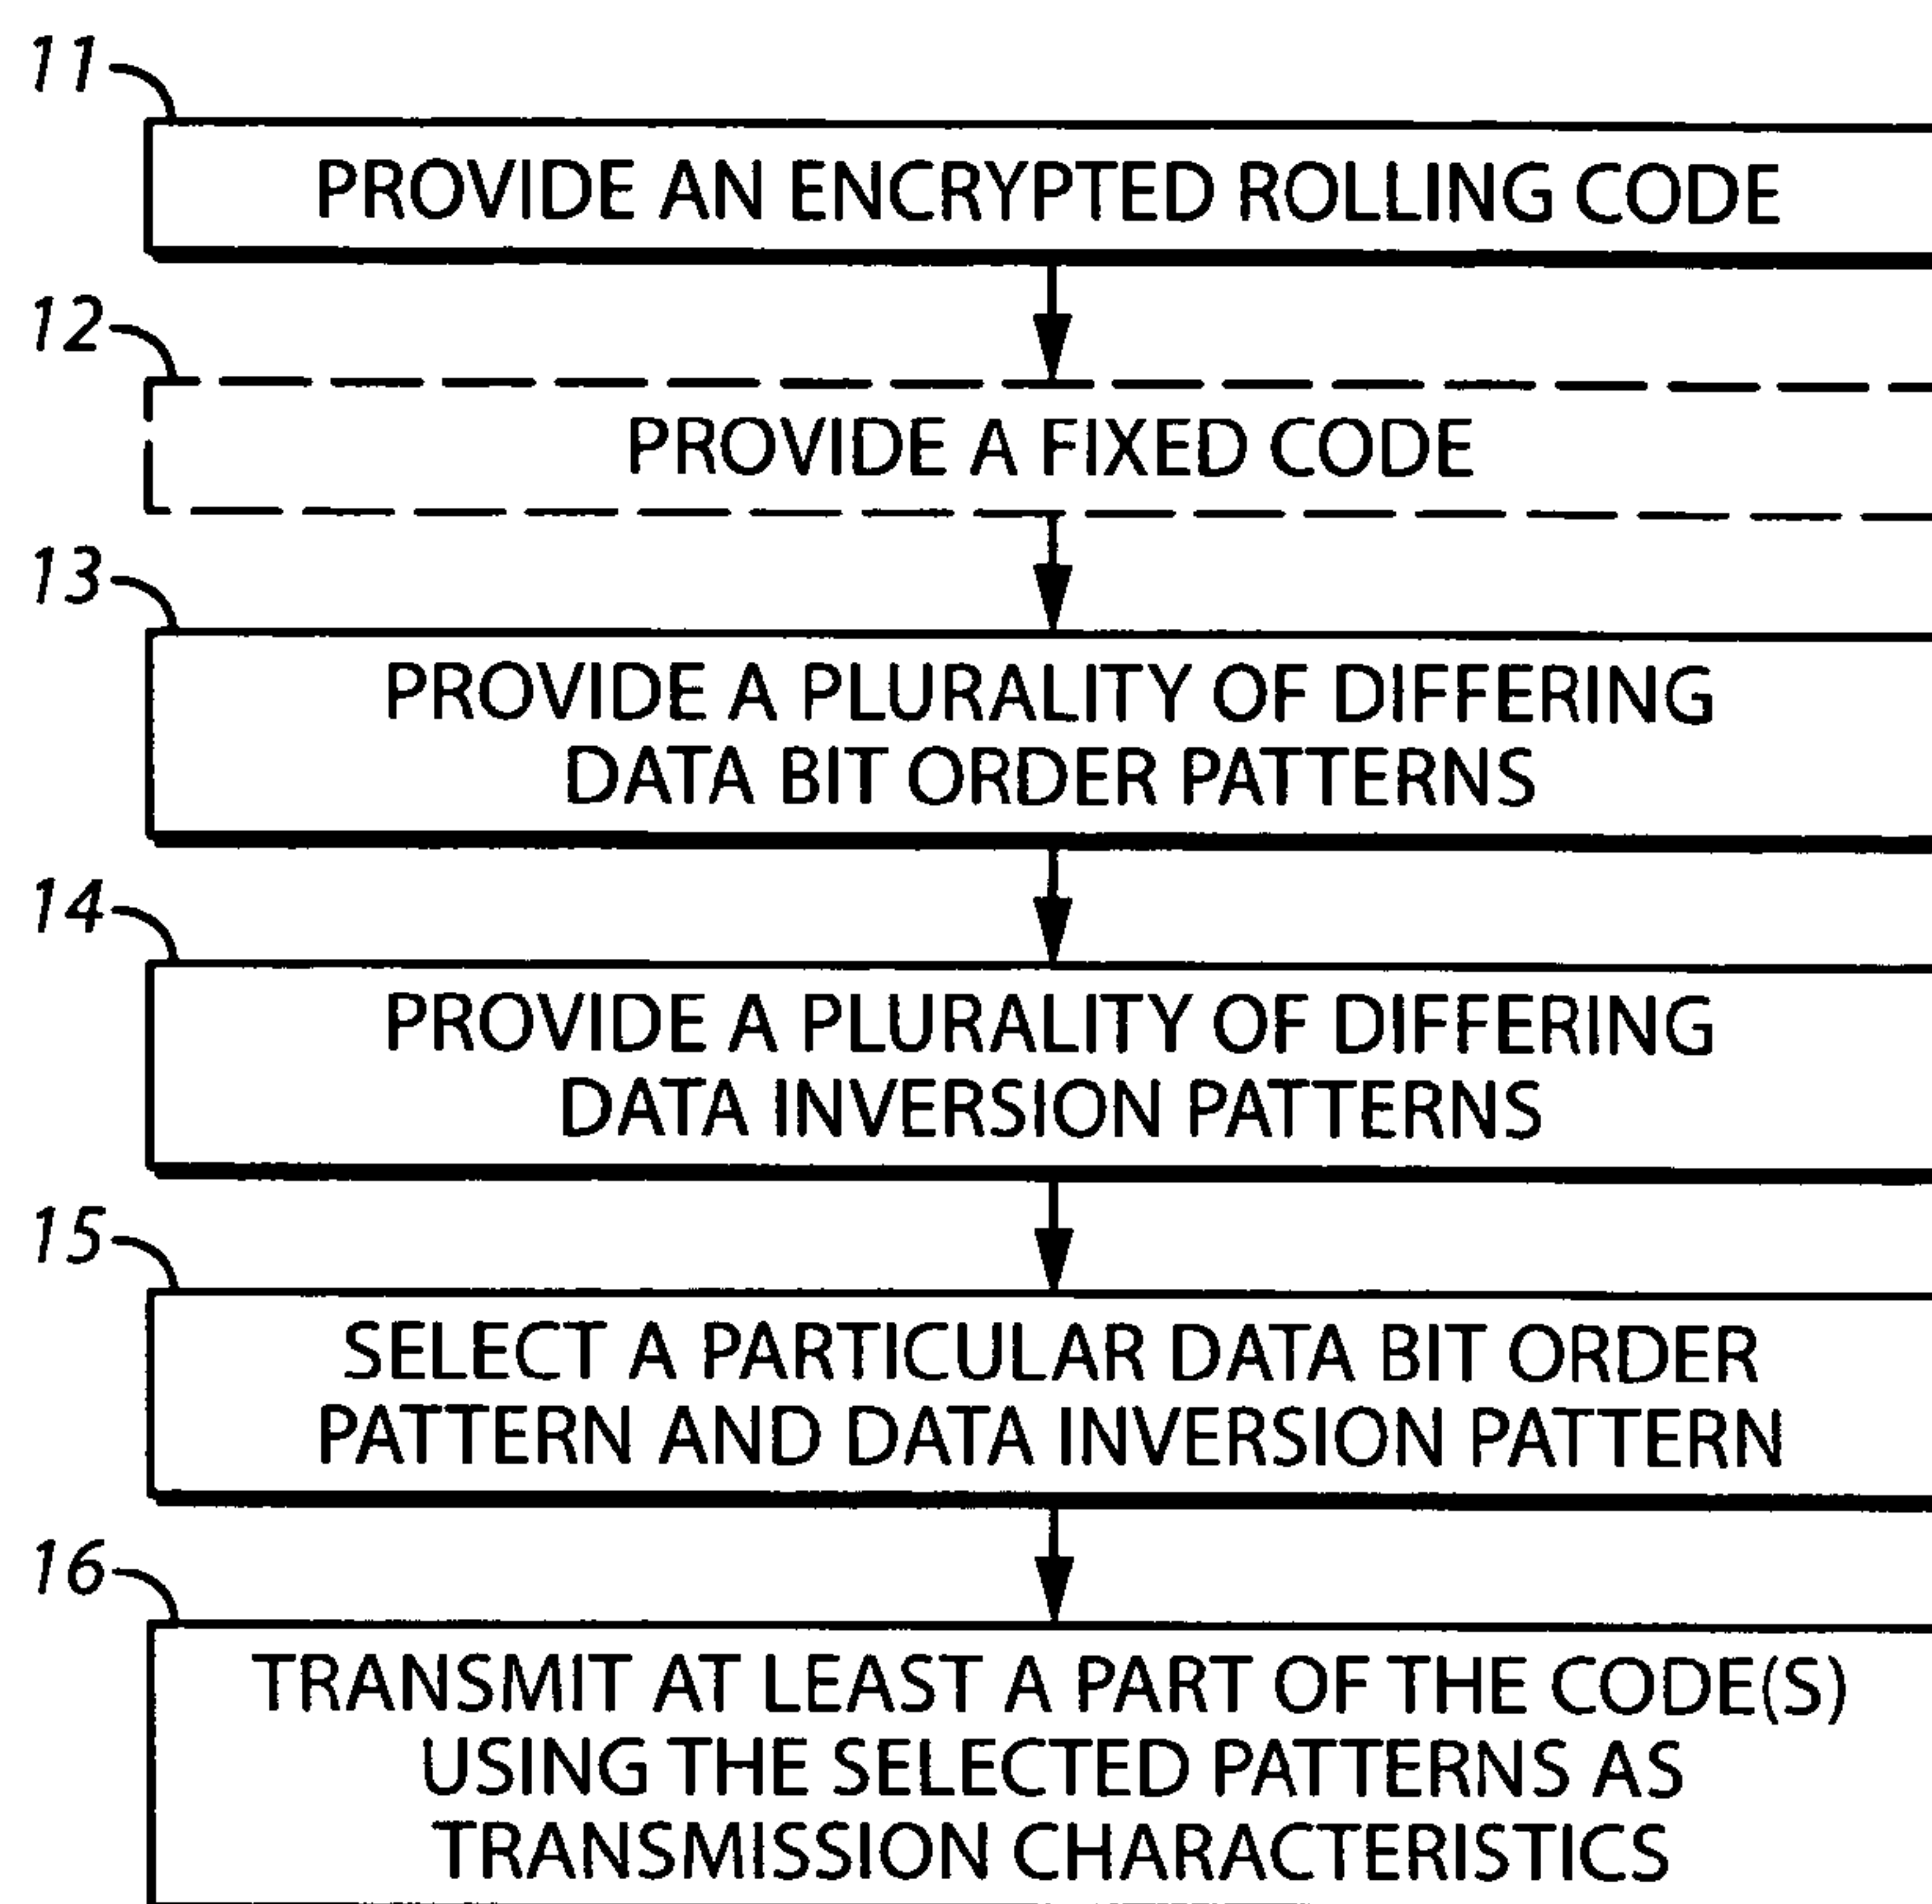 11
PROVIDE AN ENCRYPTED ROLLING CODE
12
PROVIDE A FIXED CODE
13
PROVIDE A PLURALITY OF DIFFERING
DATA BIT ORDER PATTERNS
14
PROVIDE A PLURALITY OF DIFFERING
DATA INVERSION PATTERNS
15
SELECT A PARTICULAR DATA BIT ORDER
PATTERN AND DATA INVERSION PATTERN
16
TRANSMIT AT LEAST A PART OF THE CODE(S)
USING THE SELECTED PATTERNS AS
TRANSMISSION CHARACTERISTICS